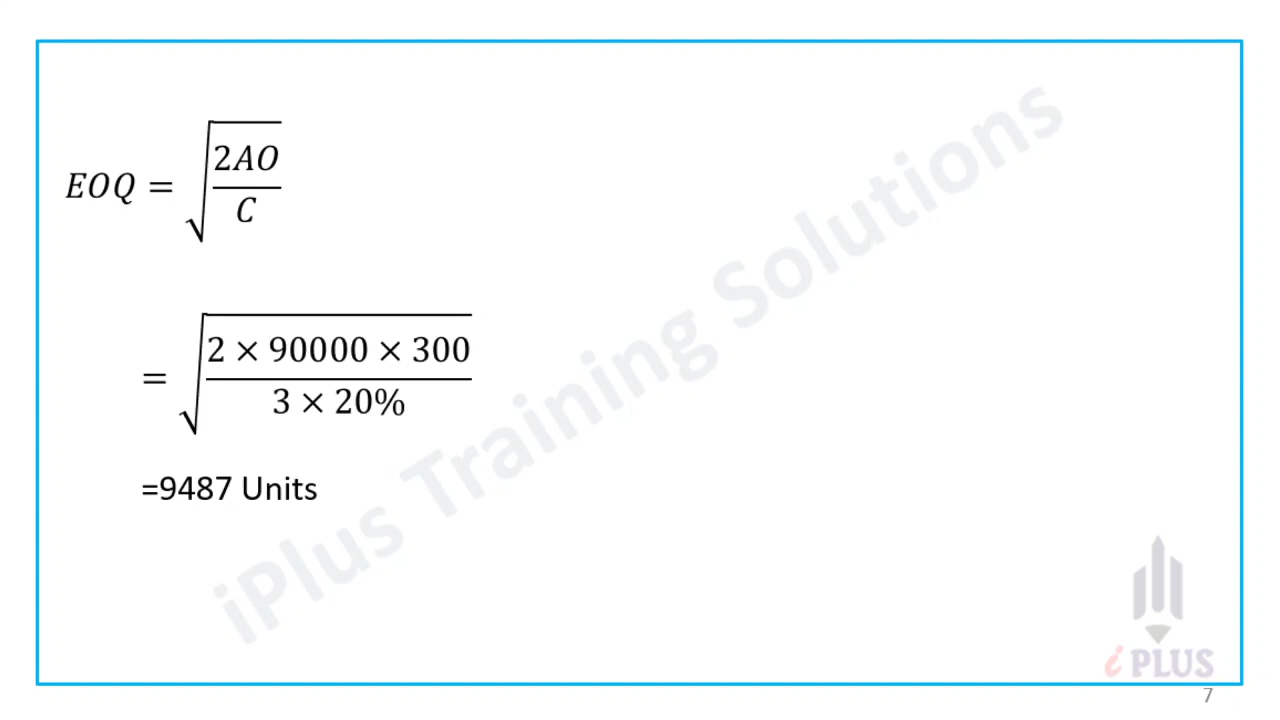 EOQ = √(2AO / C)
= √(2 × 90000 × 300 / 3 × 20%)
=9487 Units
iPlus Training Solutions
i PLUS
7